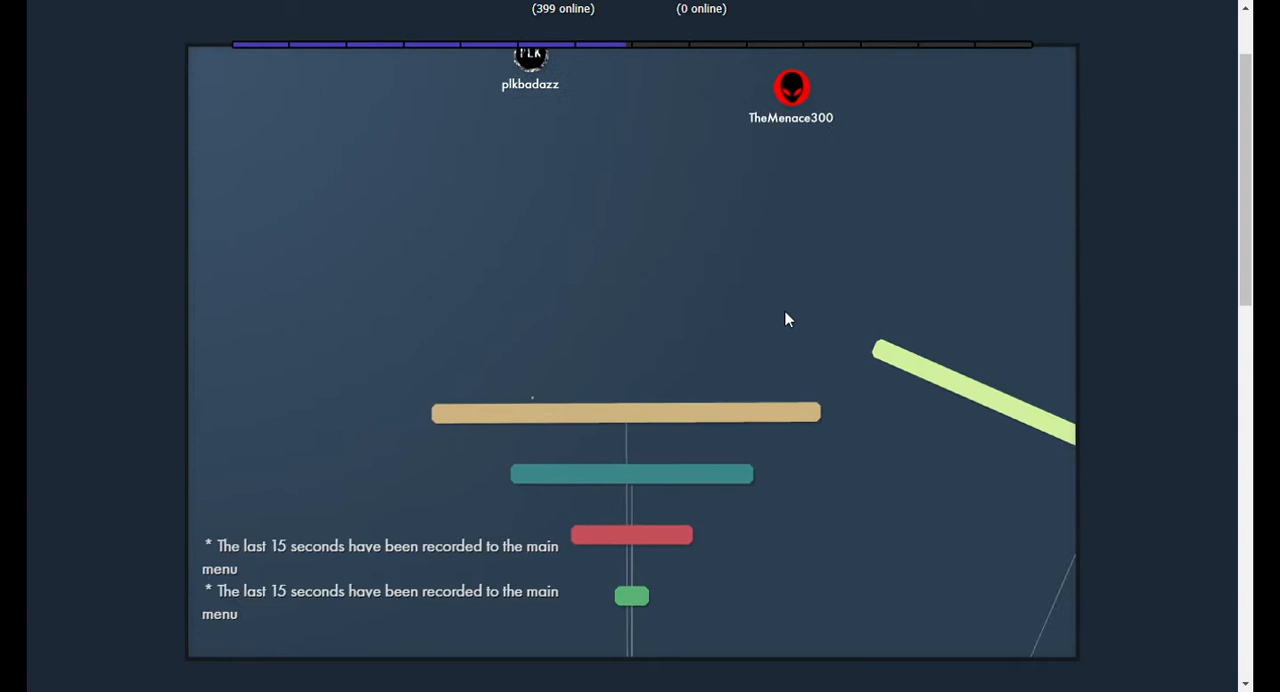 (399 online) (0 online)
PLK
plkbadazz
TheMenace300
* The last 15 seconds have been recorded to the main
menu
* The last 15 seconds have been recorded to the main
menu